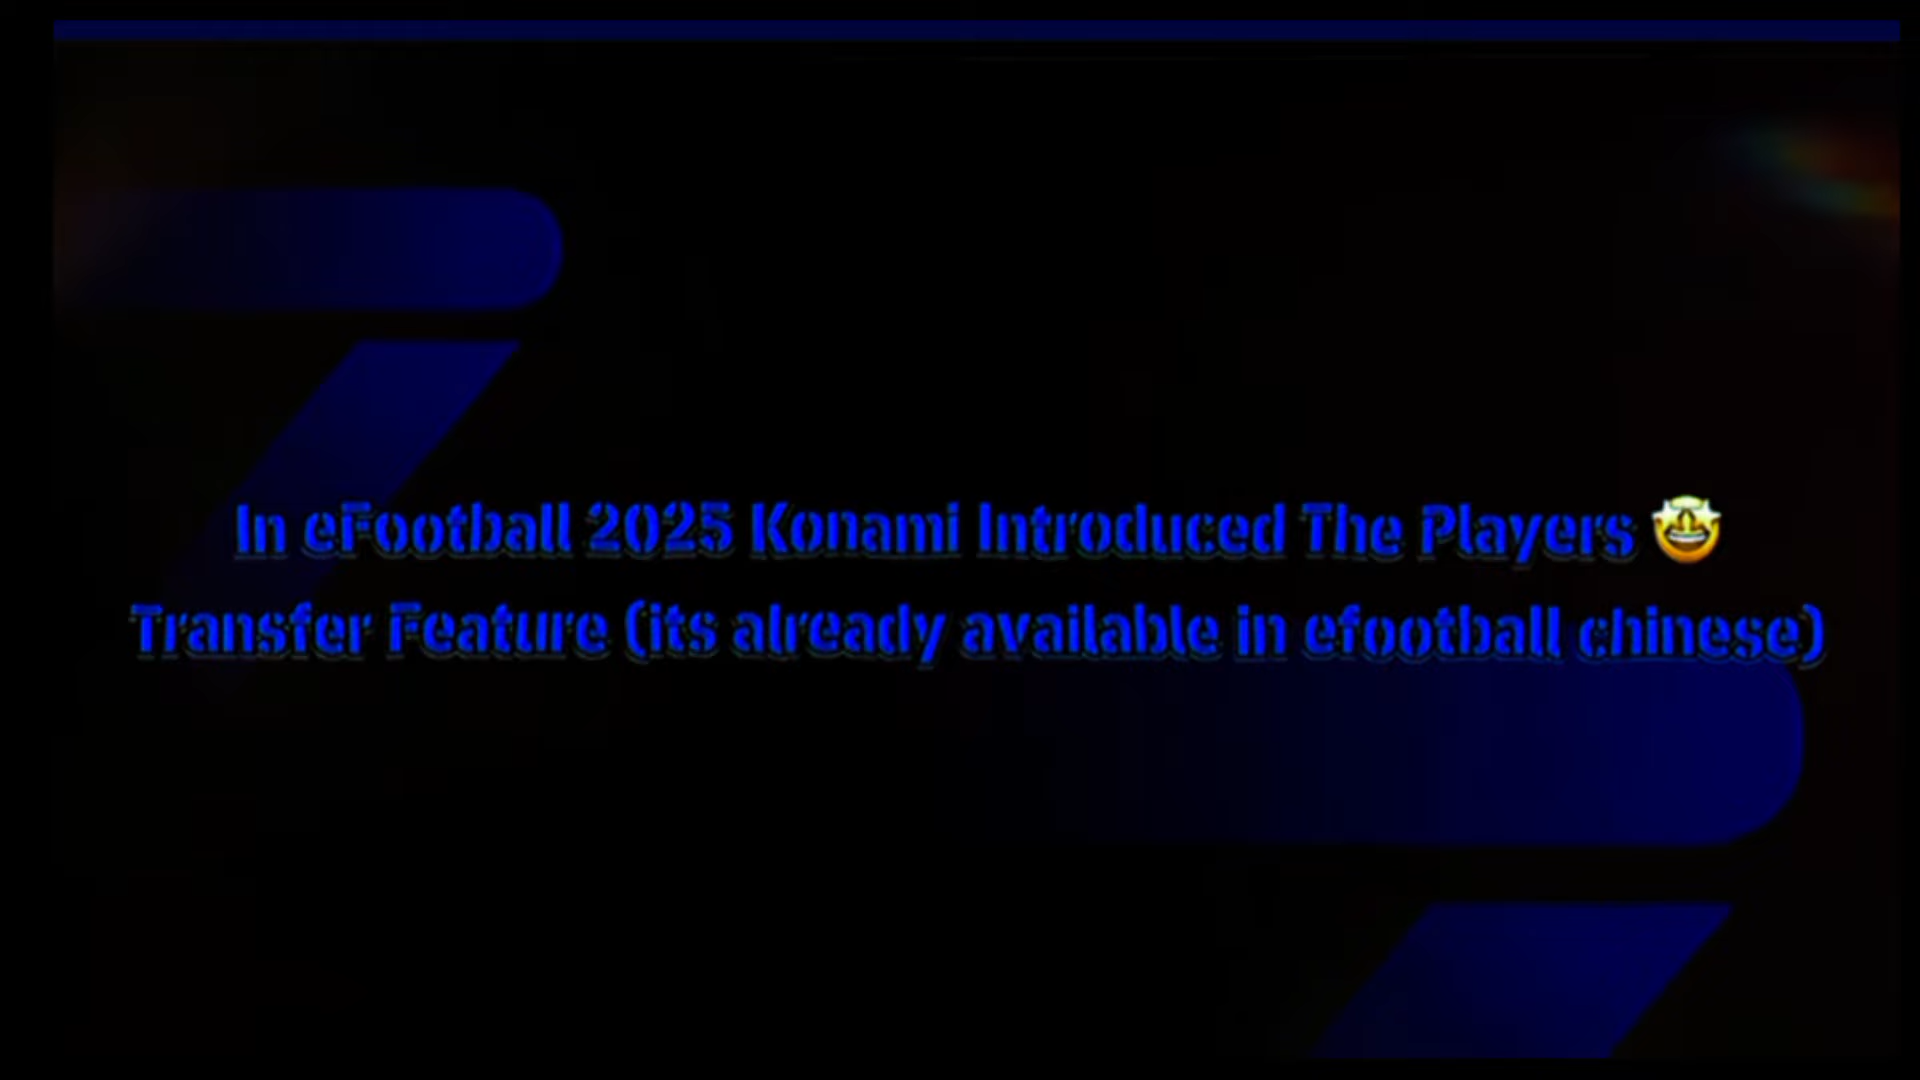 In eFootball 2025 Konami Introduced The Players 🤩
Transfer Feature (its already available in efootball chinese)